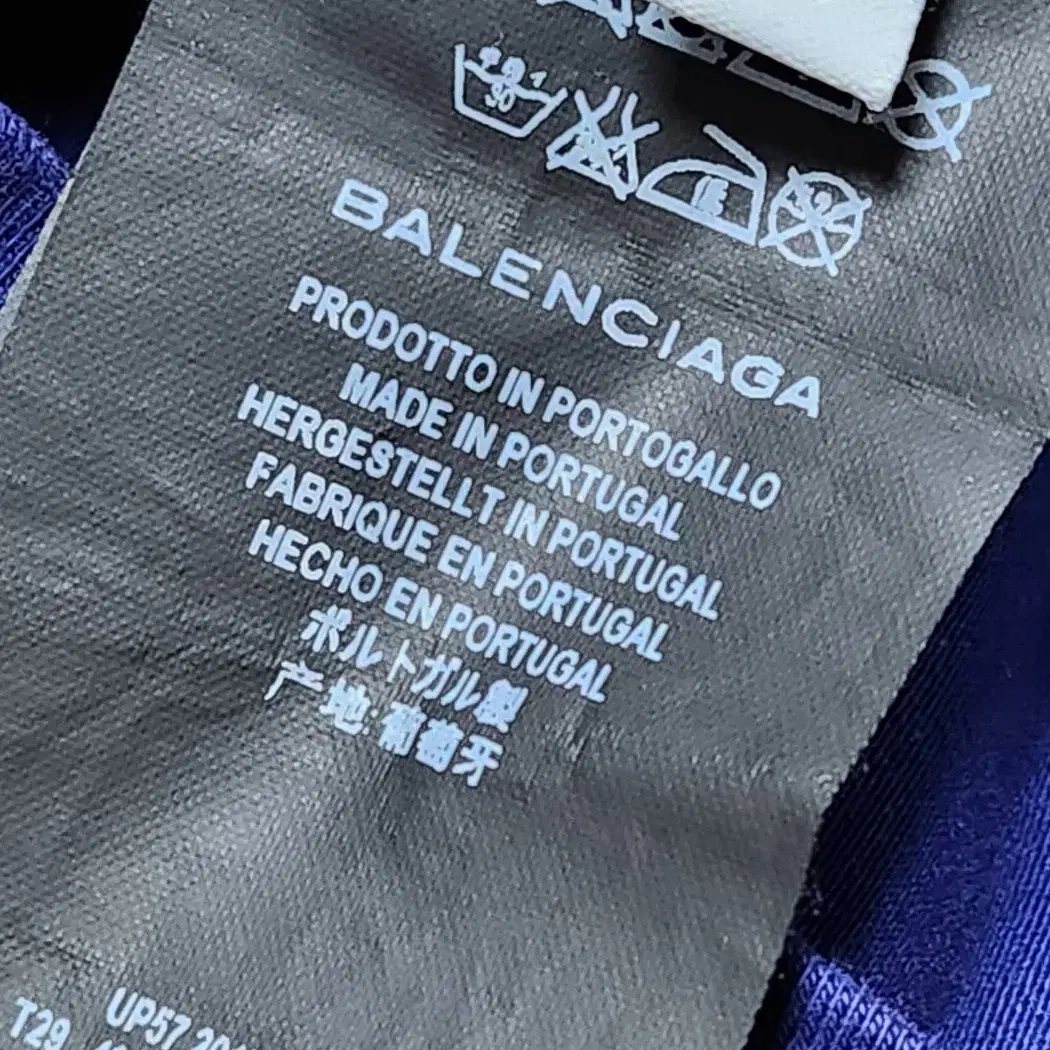 BALENCIAGA
PRODOTTO IN PORTOGALLO
MADE IN PORTUGAL
HERGESTELLT IN PORTUGAL
FABRIQUE EN PORTUGAL
HECHO EN PORTUGAL
ポルトガル製
产地:葡萄牙
UP57
T29